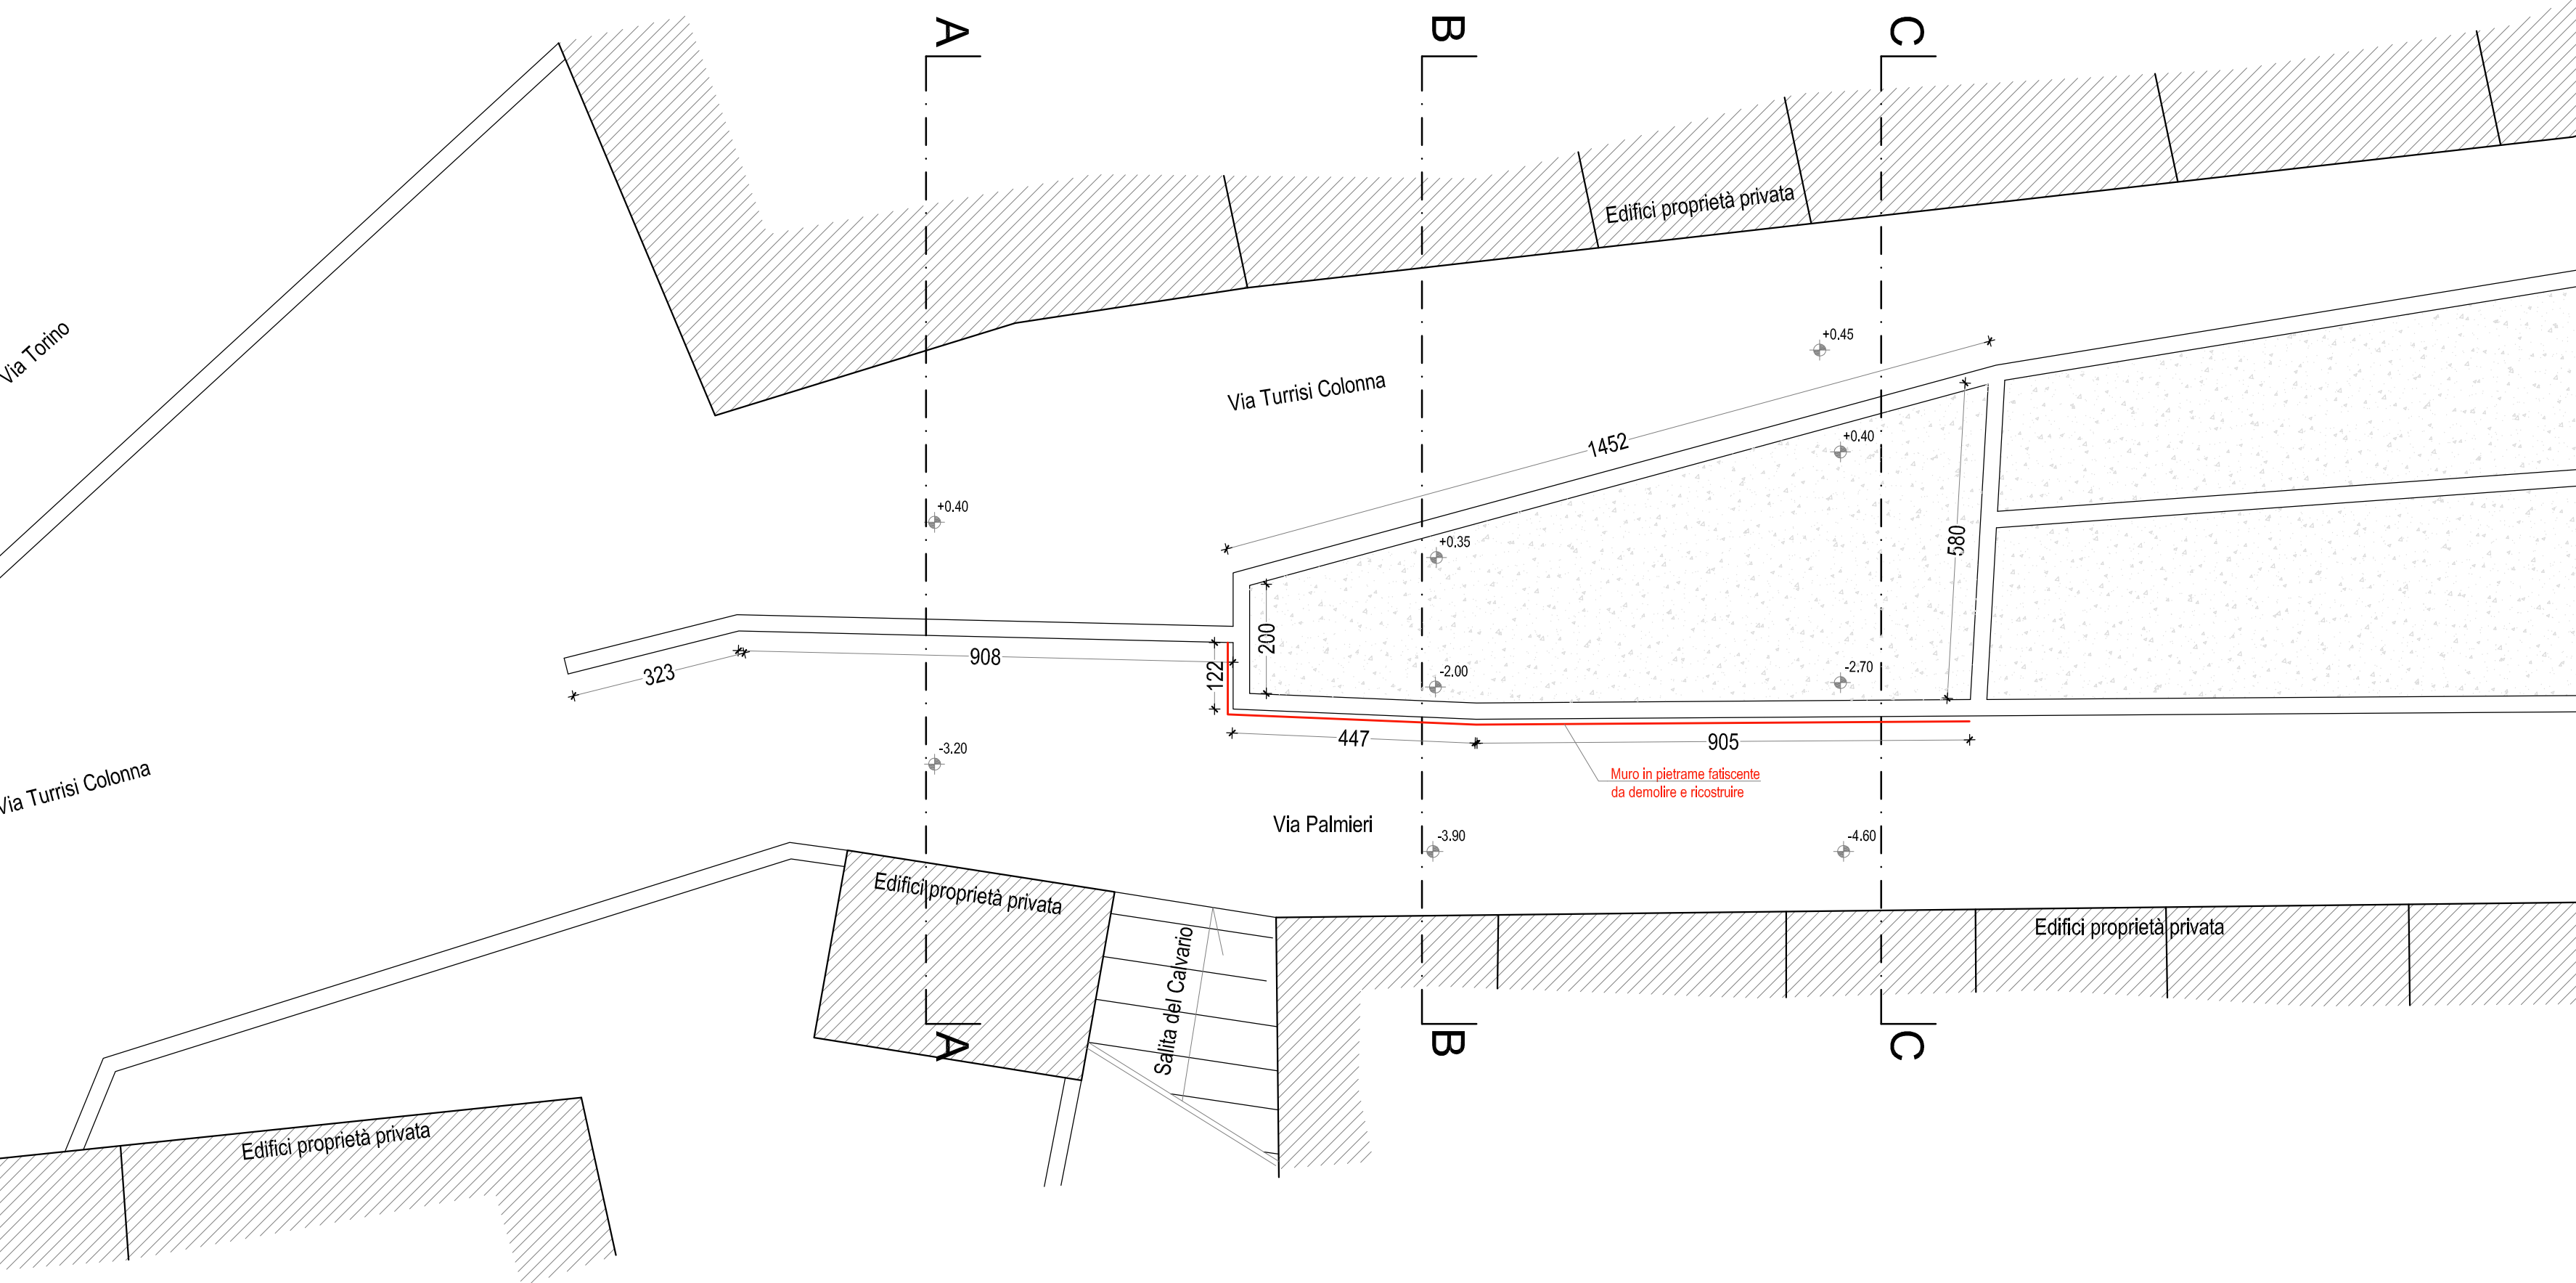 A
B
C
Edifici proprietà privata
Via Torino
+0.45
Via Turrisi Colonna
1452
+0.40
580
+0.40
+0.35
200
908
323
122
-2.00
-2.70
447
905
-3.20
Muro in pietrame fatiscente
da demolire e ricostruire
Via Turrisi Colonna
Via Palmieri
-3.90
-4.60
Edifici proprietà privata
Salita del Calvario
Edifici proprietà privata
A
B
C
Edifici proprietà privata